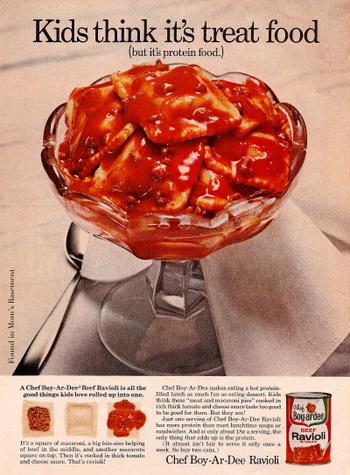 Kids think it's treat food
(but it's protein food.)
Found in Mom's Basement
A Chef Boy-Ar-Dee® Beef Ravioli is all the
good things kids love rolled up into one.
It's a square of macaroni, a big bite-size helping
of beef in the middle, and another macaroni
square on top. Then it's cooked in thick tomato
and cheese sauce. That's ravioli!
Chef Boy-Ar-Dee makes eating a hot protein-
filled lunch as much fun as eating dessert. Kids
think these "meat and macaroni pies" cooked in
rich thick tomato and cheese sauce taste too good
to be good for them. But they are!
Just one serving of Chef Boy-Ar-Dee Ravioli
has more protein than most lunchtime soups or
sandwiches. And at only about 15¢ a serving, the
only thing that adds up is the protein.
(It almost isn't fair to serve it only once a
week. So buy two cans.)
Chef Boy-Ar-Dee Ravioli
Chef
Boy-ar-dee
BEEF
Ravioli